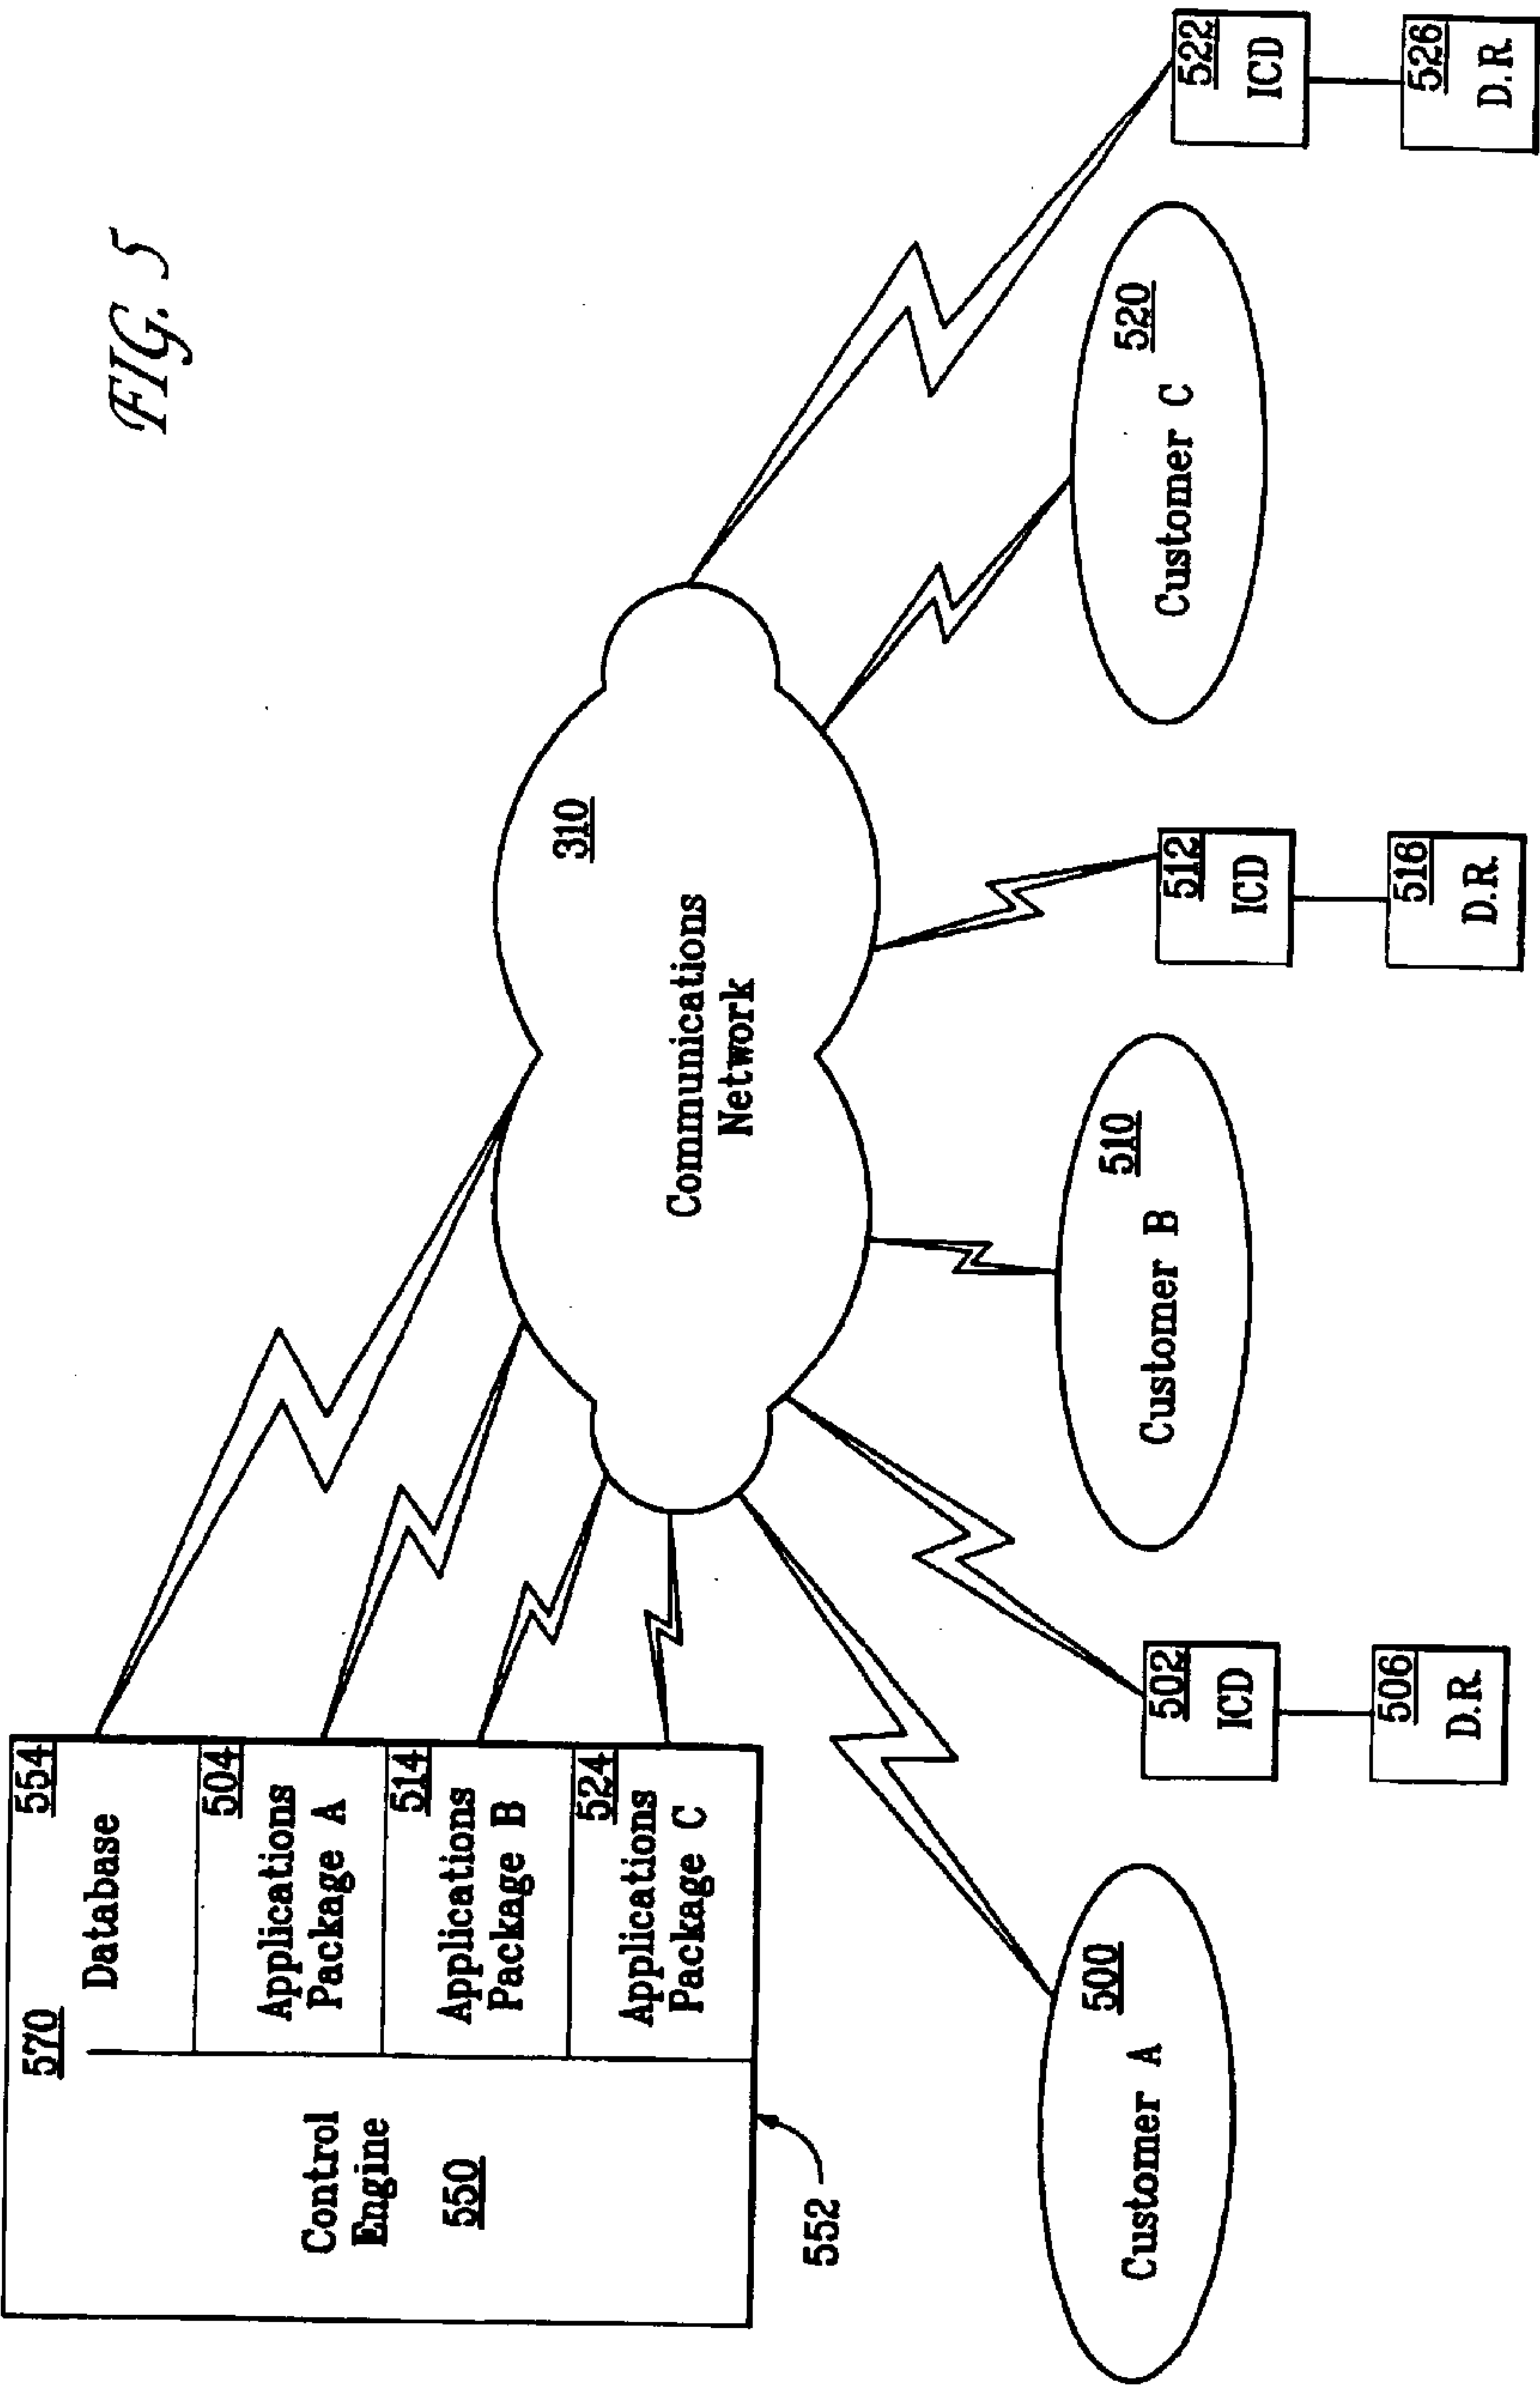 FIG. 5
570
554
Database
504
Applications
Package A
514
Applications
Package B
524
Applications
Package C
Control
Engine
550
552
310
Communications
Network
500
Customer A
502
ICD
506
D.R.
510
Customer B
512
ICD
516
D.R.
520
Customer C
522
ICD
526
D.R.